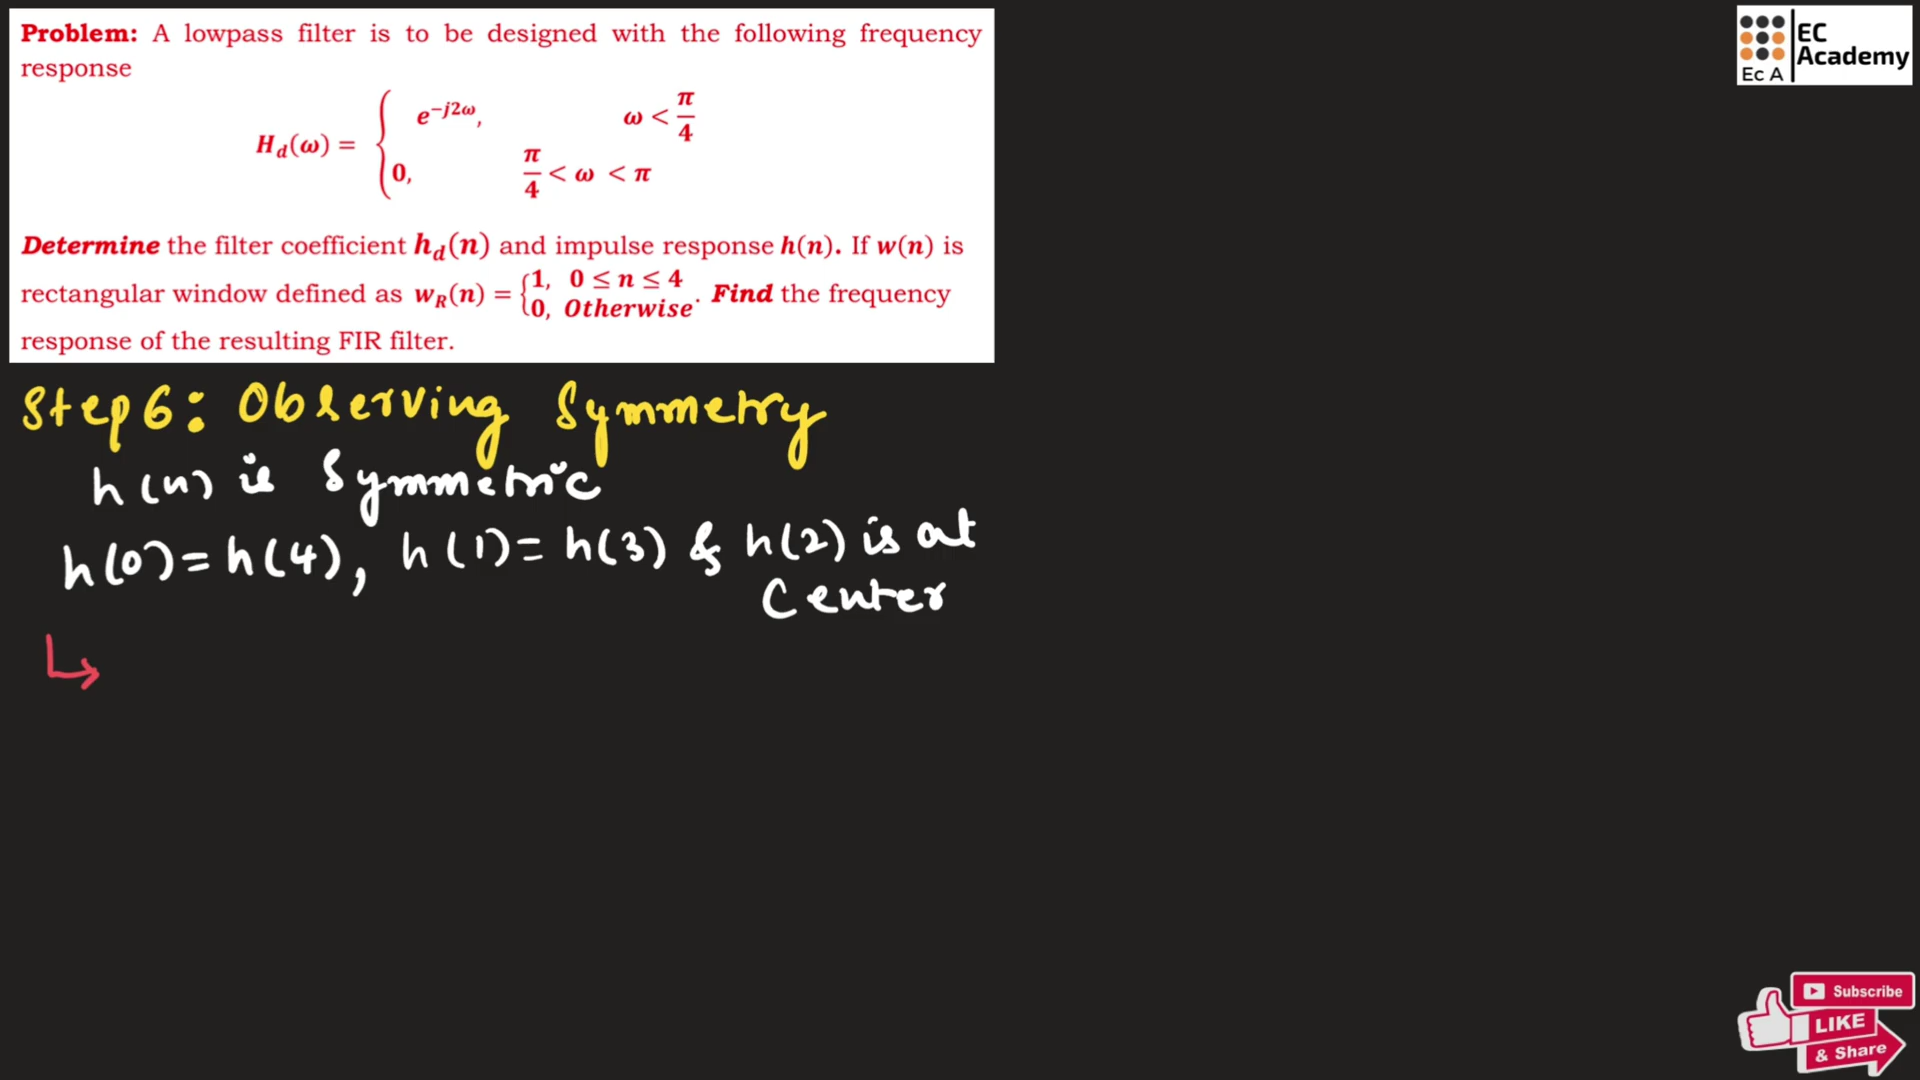 Problem: A lowpass filter is to be designed with the following frequency
response
H_d(ω) = { e^{−j2ω}, ω < π/4
0, π/4 < ω < π
Determine the filter coefficient h_d(n) and impulse response h(n). If w(n) is
rectangular window defined as w_R(n) = {1, 0 ≤ n ≤ 4
0, Otherwise. Find the frequency
response of the resulting FIR filter.
EC
Academy
Ec A
Step 6: Observing Symmetry
h(n) is Symmetric
h(0) = h(4), h(1) = h(3) & h(2) is at
Center
Subscribe
LIKE
& Share